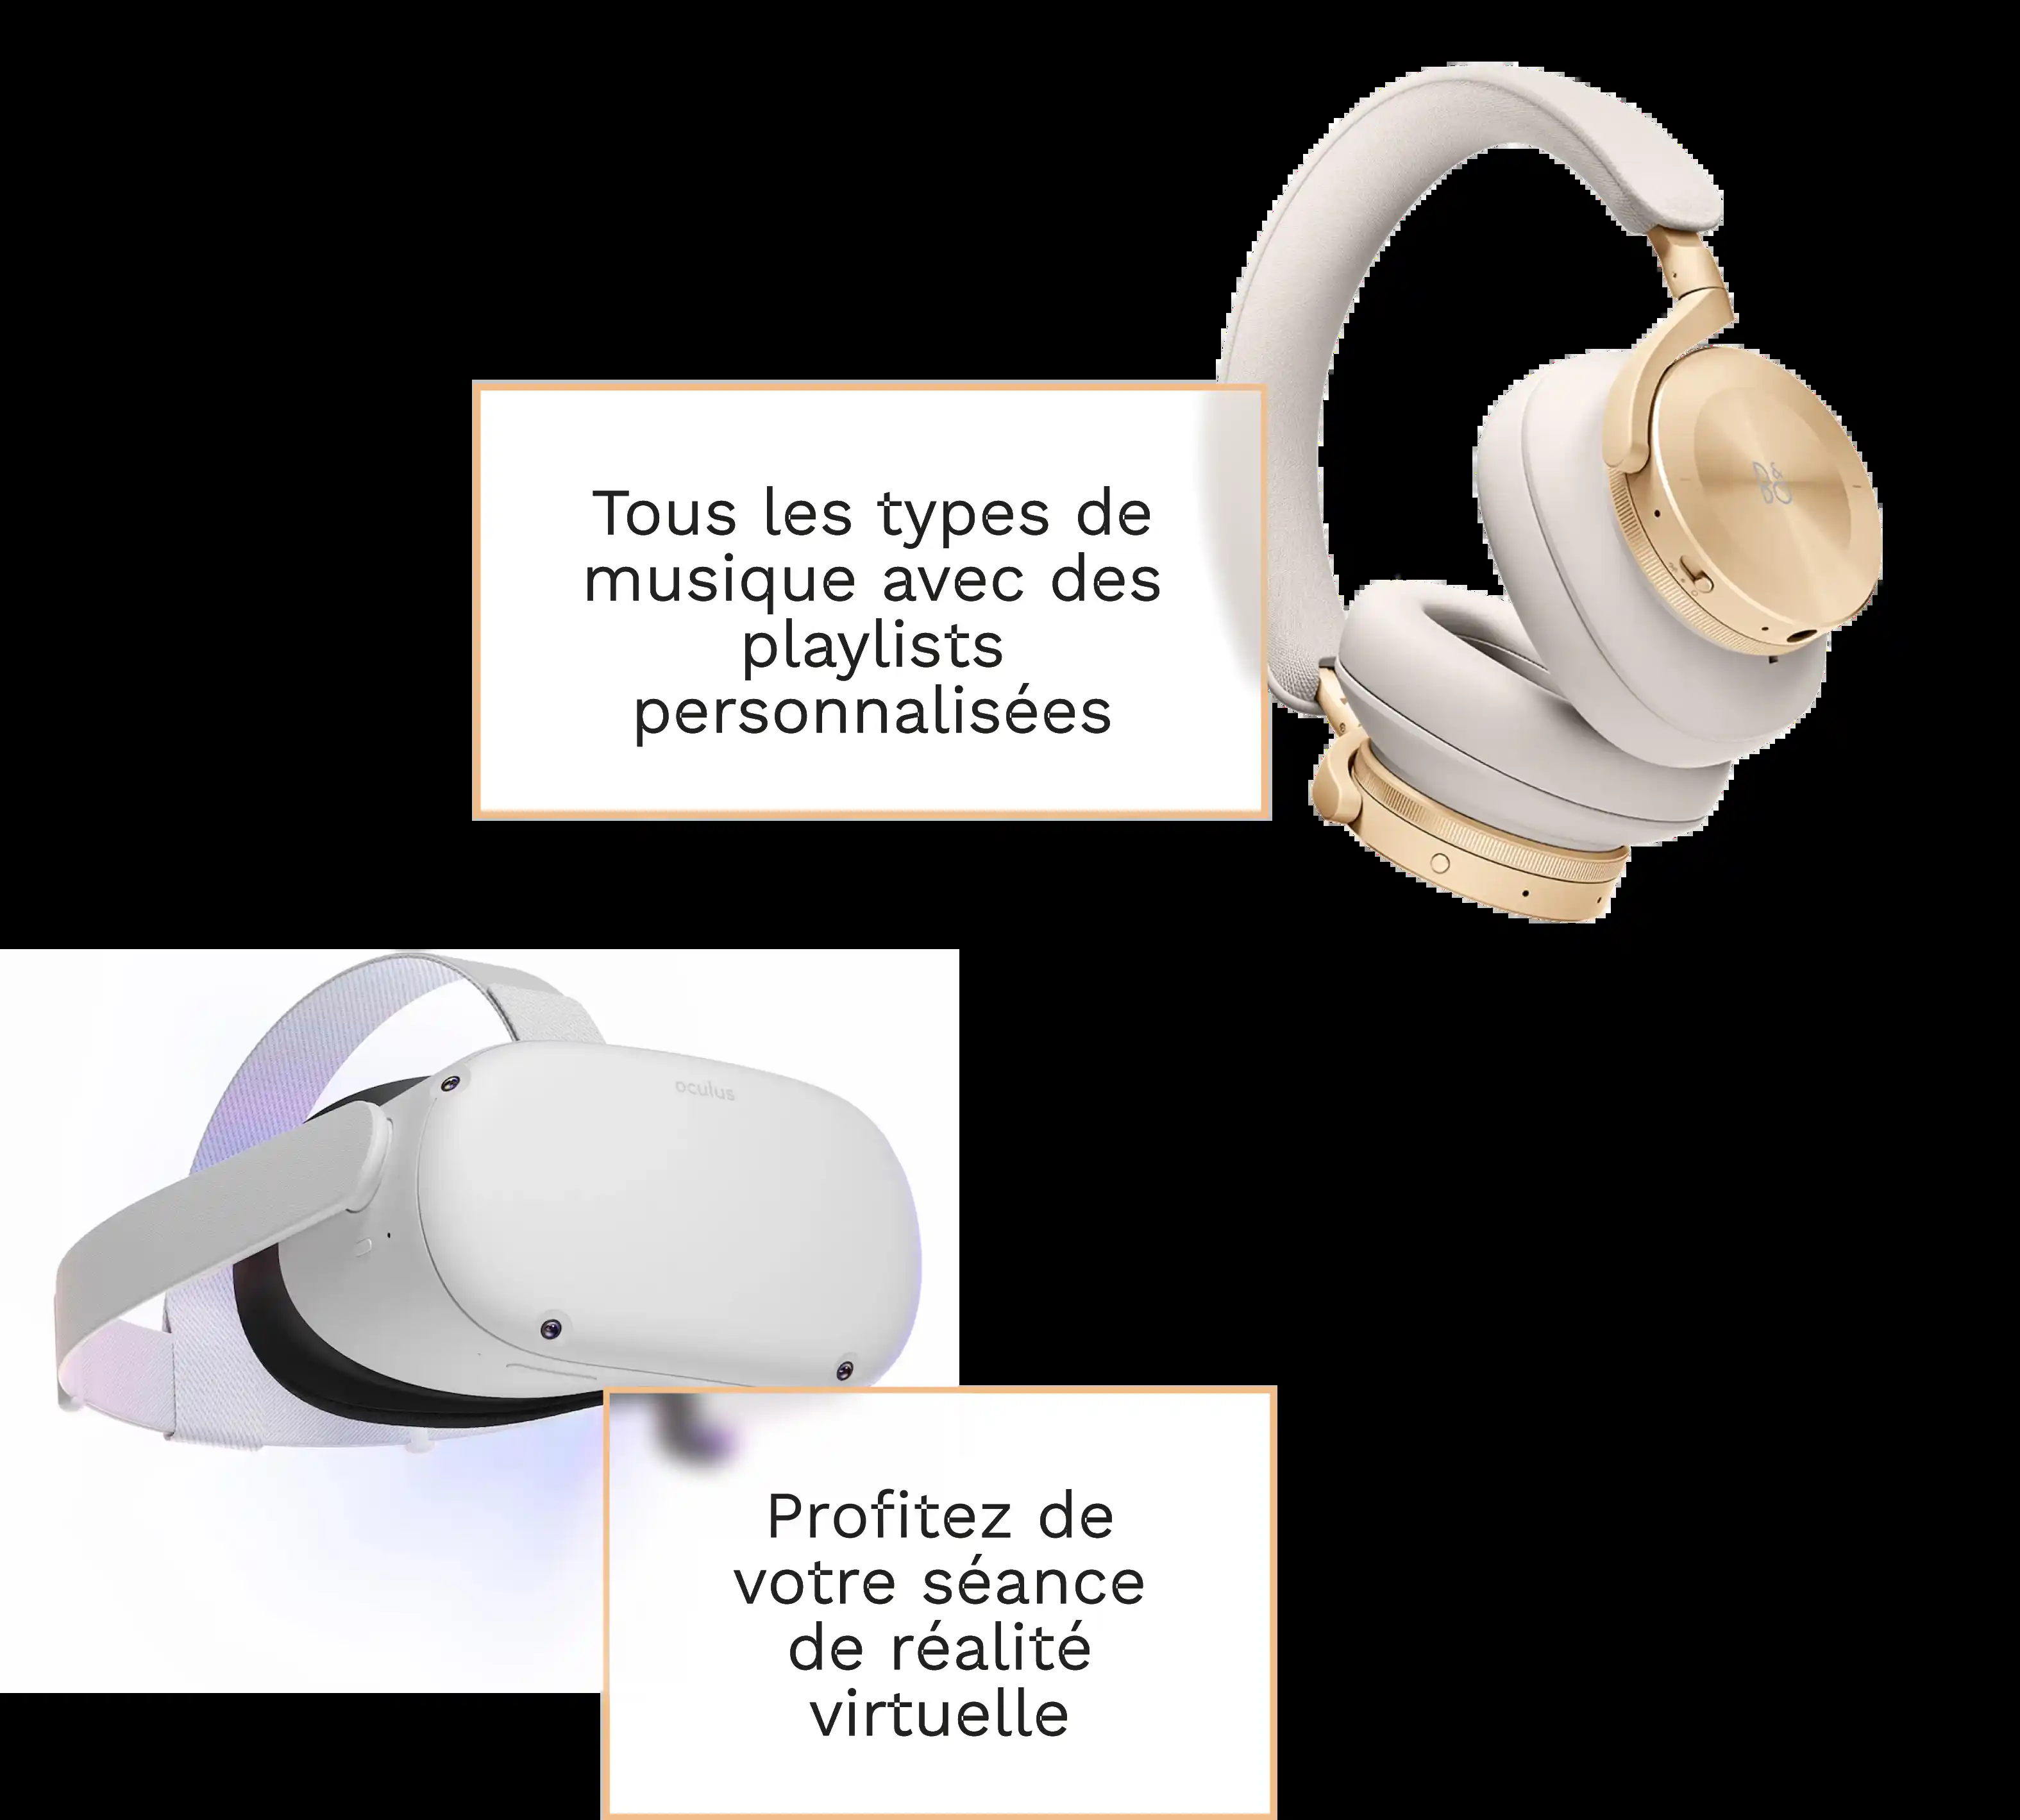 Tous les types de
musique avec des
playlists
personnalisées
B&O
oculus
Profitez de
votre séance
de réalité
virtuelle